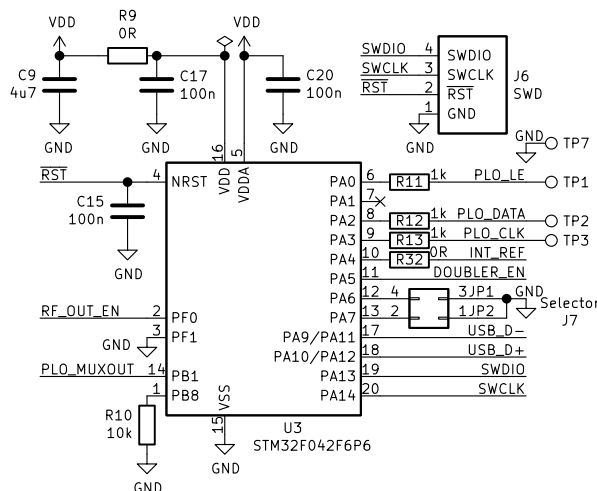 VDD
R9
0R
VDD
C9
4u7
C17
100n
C20
100n
GND
GND
GND
SWDIO 4 SWDIO
SWCLK 3 SWCLK
RST 2 RST
1 GND
J6
SWD
GND
GND TP7
RST 4 NRST
C15
100n
GND
16 VDD
5 VDDA
PA0 6 R11 1k PLO_LE TP1
PA1 7
PA2 8 R12 1k PLO_DATA TP2
PA3 9 R13 1k PLO_CLK TP3
PA4 10 R32 0R INT_REF
PA5 11 DOUBLER_EN
PA6 12 4 3 JP1 GND
PA7 13 2 1 JP2
Selector
J7
RF_OUT_EN 2 PF0
GND 3 PF1
PLO_MUXOUT 14 PB1
1 PB8
PA9/PA11 17 USB_D-
PA10/PA12 18 USB_D+
PA13 19 SWDIO
PA14 20 SWCLK
R10
10k
GND
15 VSS
GND
U3
STM32F042F6P6